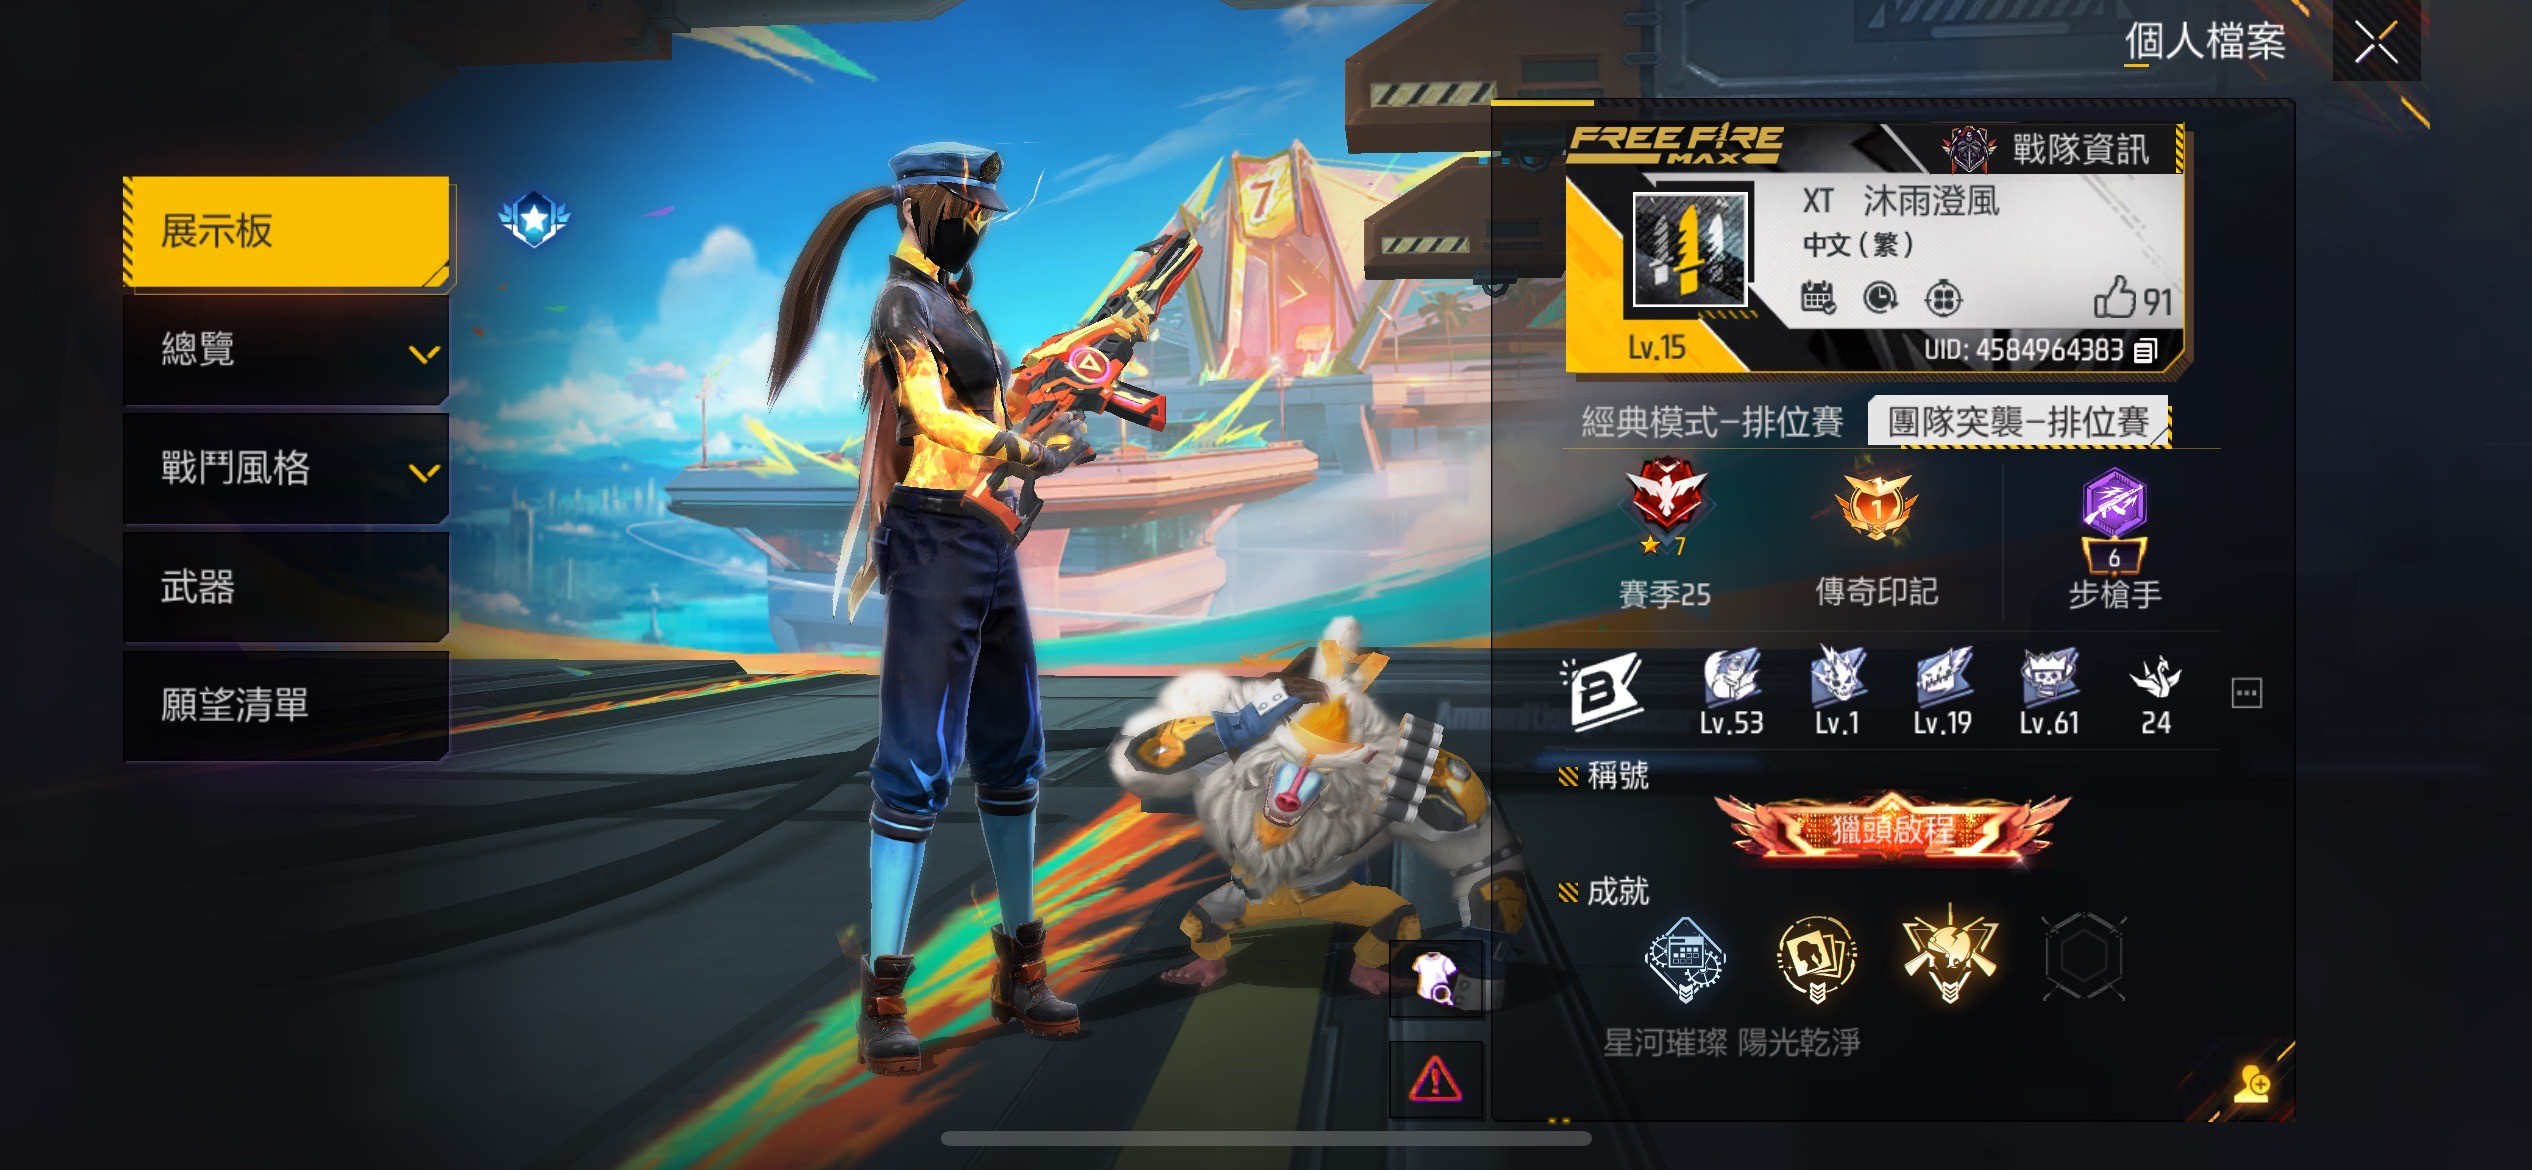 個人檔案
展示板
總覽
戰鬥風格
武器
願望清單
7
FREE FIRE
MAX
戰隊資訊
XT 沐雨澄風
中文(繁)
91
Lv.15
UID: 4584964383
經典模式-排位賽
團隊突襲-排位賽
7
賽季25
1
傳奇印記
6
步槍手
B
Lv.53
Lv.1
Lv.19
Lv.61
24
稱號
獵頭啟程
成就
星河璀璨 陽光乾淨